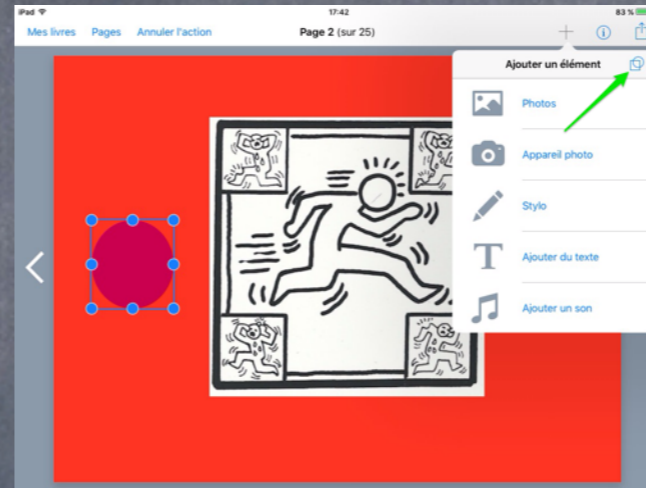 iPad 17:42 83 %
Mes livres Pages Annuler l'action Page 2 (sur 25)
Ajouter un élément
Photos
Appareil photo
Stylo
Ajouter du texte
Ajouter un son